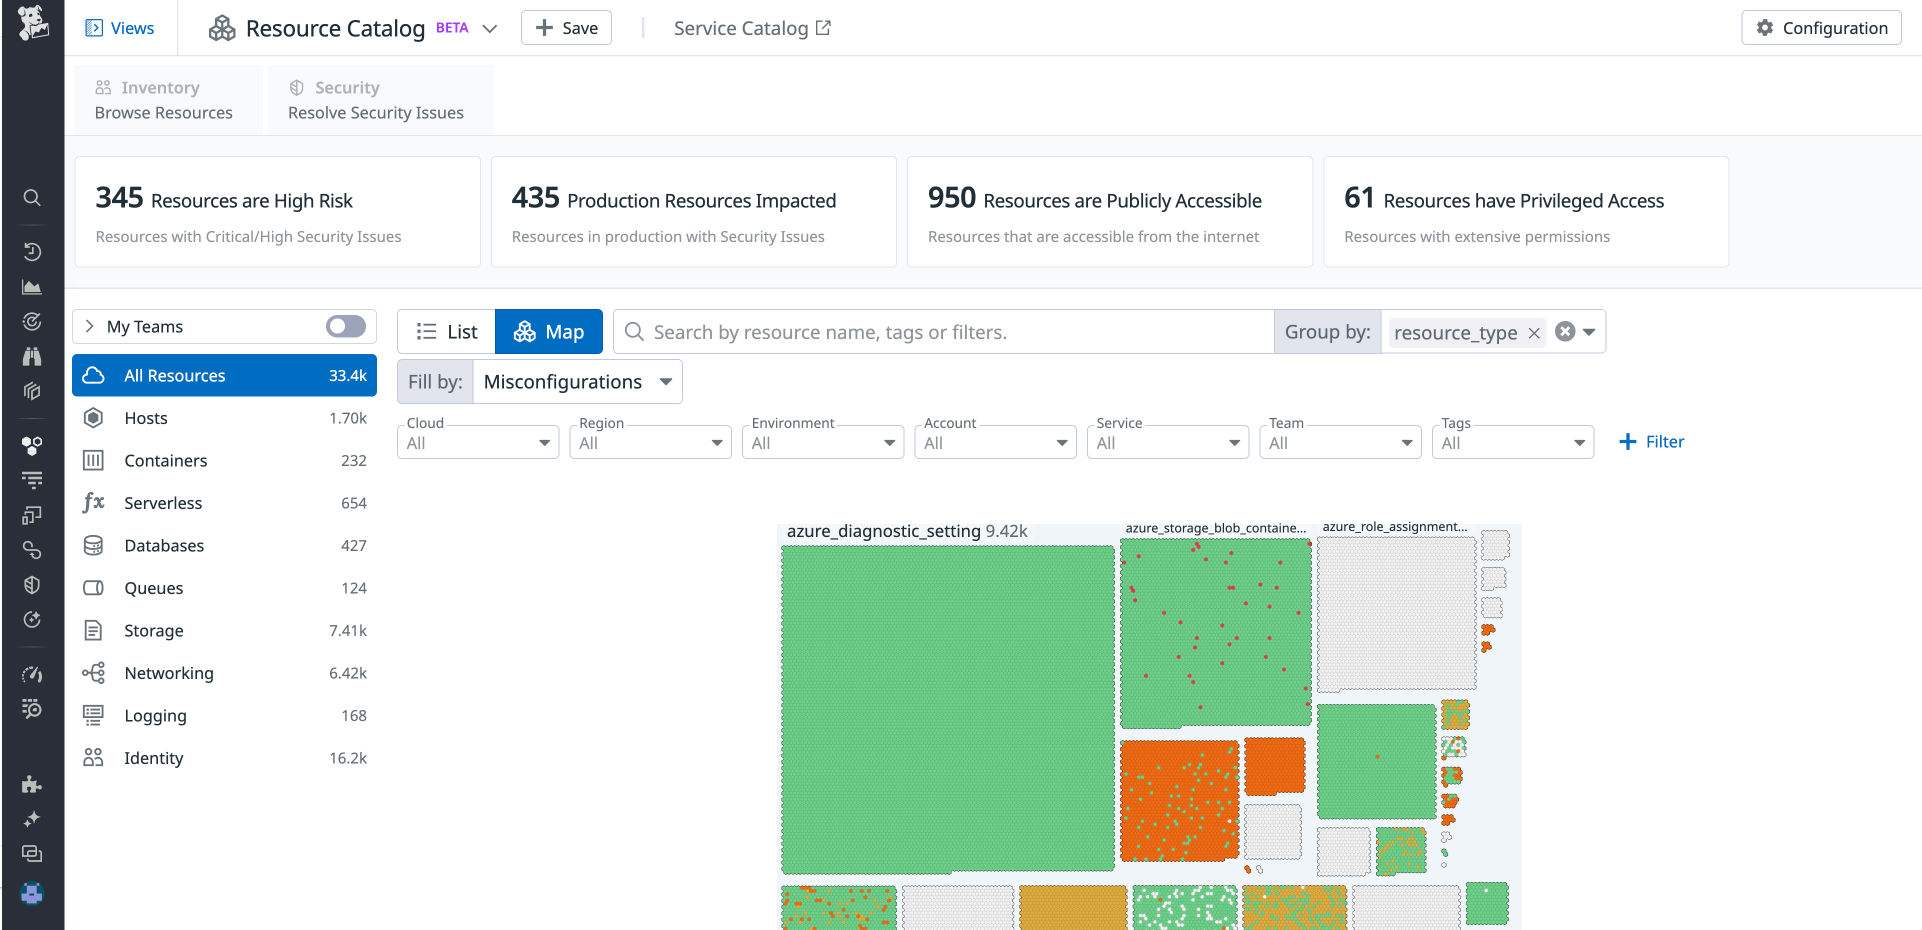 Views
Resource Catalog BETA
Save
Service Catalog
Configuration
Inventory
Browse Resources
Security
Resolve Security Issues
345 Resources are High Risk
Resources with Critical/High Security Issues
435 Production Resources Impacted
Resources in production with Security Issues
950 Resources are Publicly Accessible
Resources that are accessible from the internet
61 Resources have Privileged Access
Resources with extensive permissions
My Teams
All Resources 33.4k
Hosts 1.70k
Containers 232
Serverless 654
Databases 427
Queues 124
Storage 7.41k
Networking 6.42k
Logging 168
Identity 16.2k
List
Map
Search by resource name, tags or filters.
Group by: resource_type
Fill by: Misconfigurations
Cloud
All
Region
All
Environment
All
Account
All
Service
All
Team
All
Tags
All
Filter
azure_diagnostic_setting 9.42k
azure_storage_blob_containe...
azure_role_assignment...